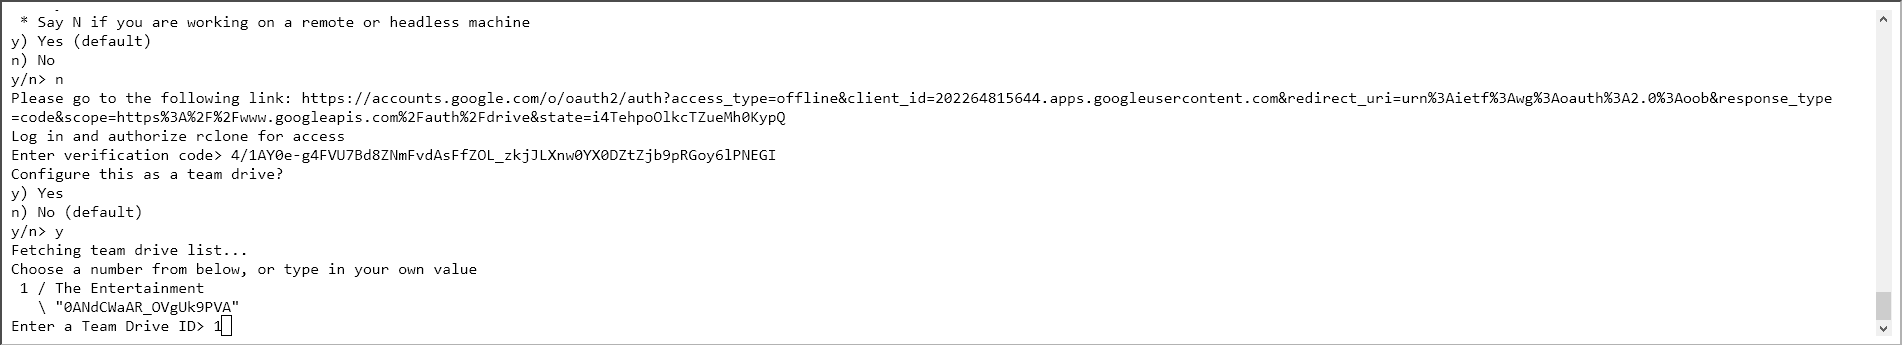 * Say N if you are working on a remote or headless machine
y) Yes (default)
n) No
y/n> n
Please go to the following link: https://accounts.google.com/o/oauth2/auth?access_type=offline&client_id=202264815644.apps.googleusercontent.com&redirect_uri=urn%3Aietf%3Awg%3Aoauth%3A2.0%3Aoob&response_type
=code&scope=https%3A%2F%2Fwww.googleapis.com%2Fauth%2Fdrive&state=i4TehpoOlkcTZueMh0KypQ
Log in and authorize rclone for access
Enter verification code> 4/1AY0e-g4FVU7Bd8ZNmFvdAsFfZOL_zkjJLXnw0YX0DZtZjb9pRGoy6lPNEGI
Configure this as a team drive?
y) Yes
n) No (default)
y/n> y
Fetching team drive list...
Choose a number from below, or type in your own value
1 / The Entertainment
\ "0ANdCWaAR_OVgUk9PVA"
Enter a Team Drive ID> 1